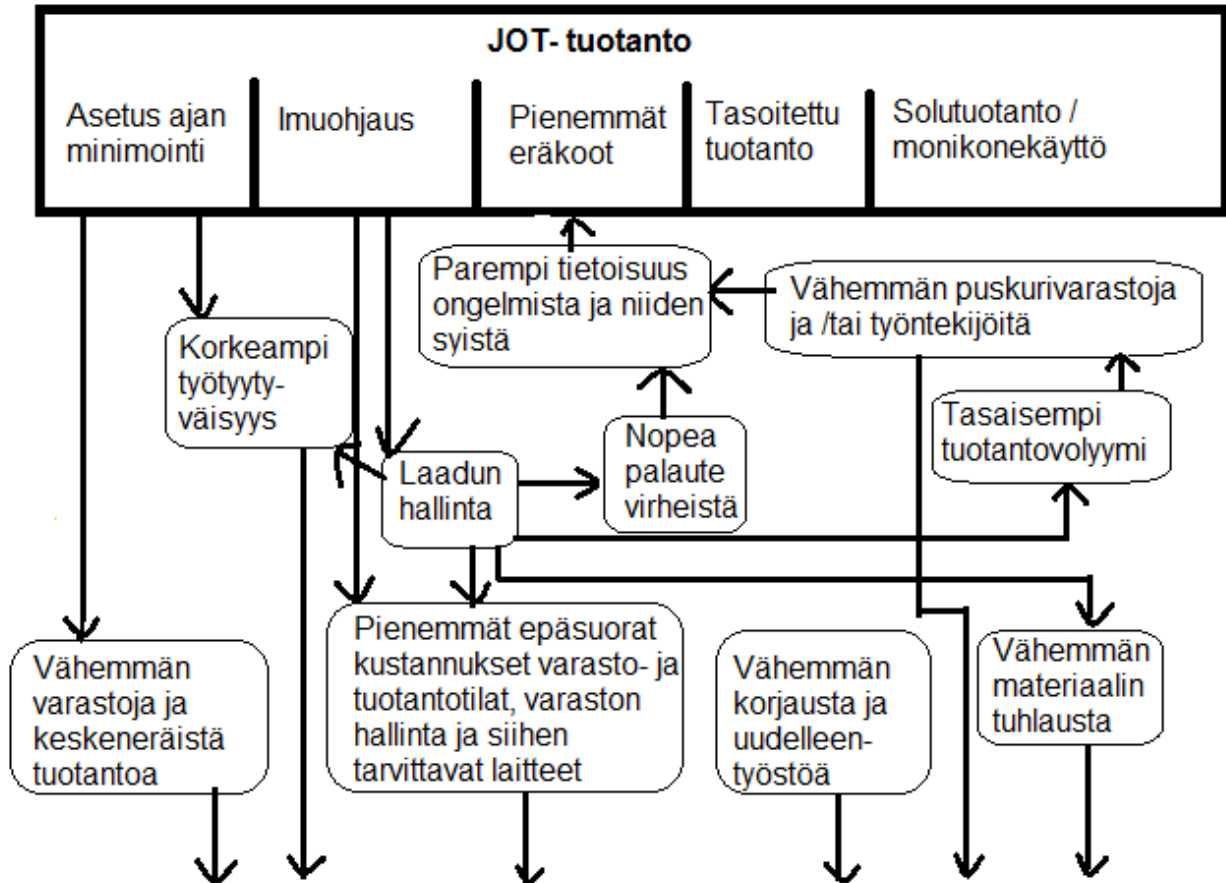 JOT- tuotanto
Asetus ajan
minimointi
Imuohjaus
Pienemmät
eräkoot
Tasoitettu
tuotanto
Solutuotanto /
monikonekäyttö
Parempi tietoisuus
ongelmista ja niiden
syistä
Vähemmän puskurivarastoja
ja /tai työntekijöitä
Korkeampi
työtyyty-
väisyys
Laadun
hallinta
Nopea
palaute
virheistä
Tasaisempi
tuotantovolyymi
Vähemmän
varastoja ja
keskeneräistä
tuotantoa
Pienemmät epäsuorat
kustannukset varasto- ja
tuotantotilat, varaston
hallinta ja siihen
tarvittavat laitteet
Vähemmän
korjausta ja
uudelleen-
työstöä
Vähemmän
materiaalin
tuhlausta